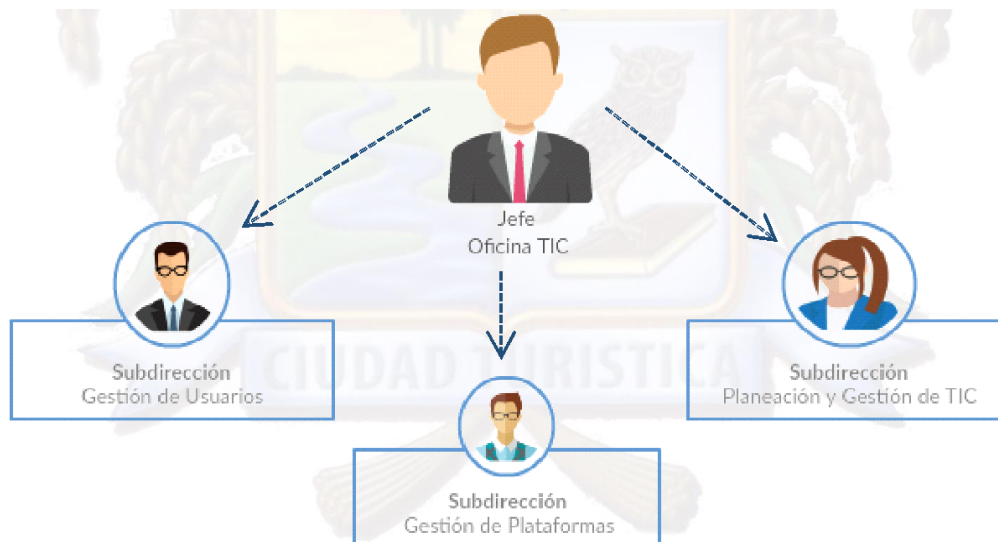 Jefe
Oficina TIC
Subdirección
Gestión de Usuarios
Subdirección
Planeación y Gestión de TIC
CIUDAD TURISTICA
Subdirección
Gestión de Plataformas